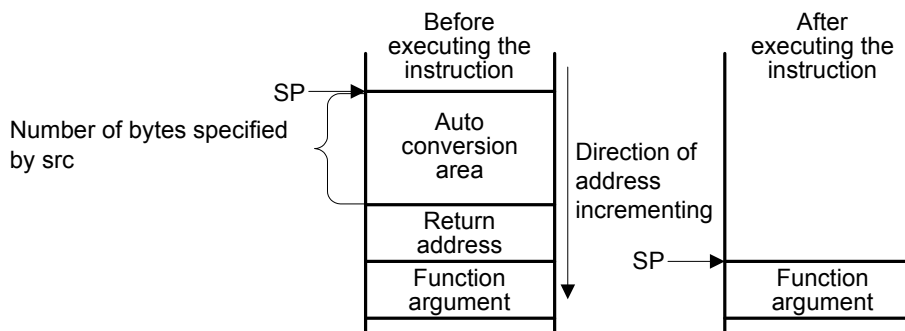 Before
executing the
instruction
After
executing the
instruction
SP
Number of bytes specified
by src
Auto
conversion
area
Direction of
address
incrementing
Return
address
SP
Function
argument
Function
argument